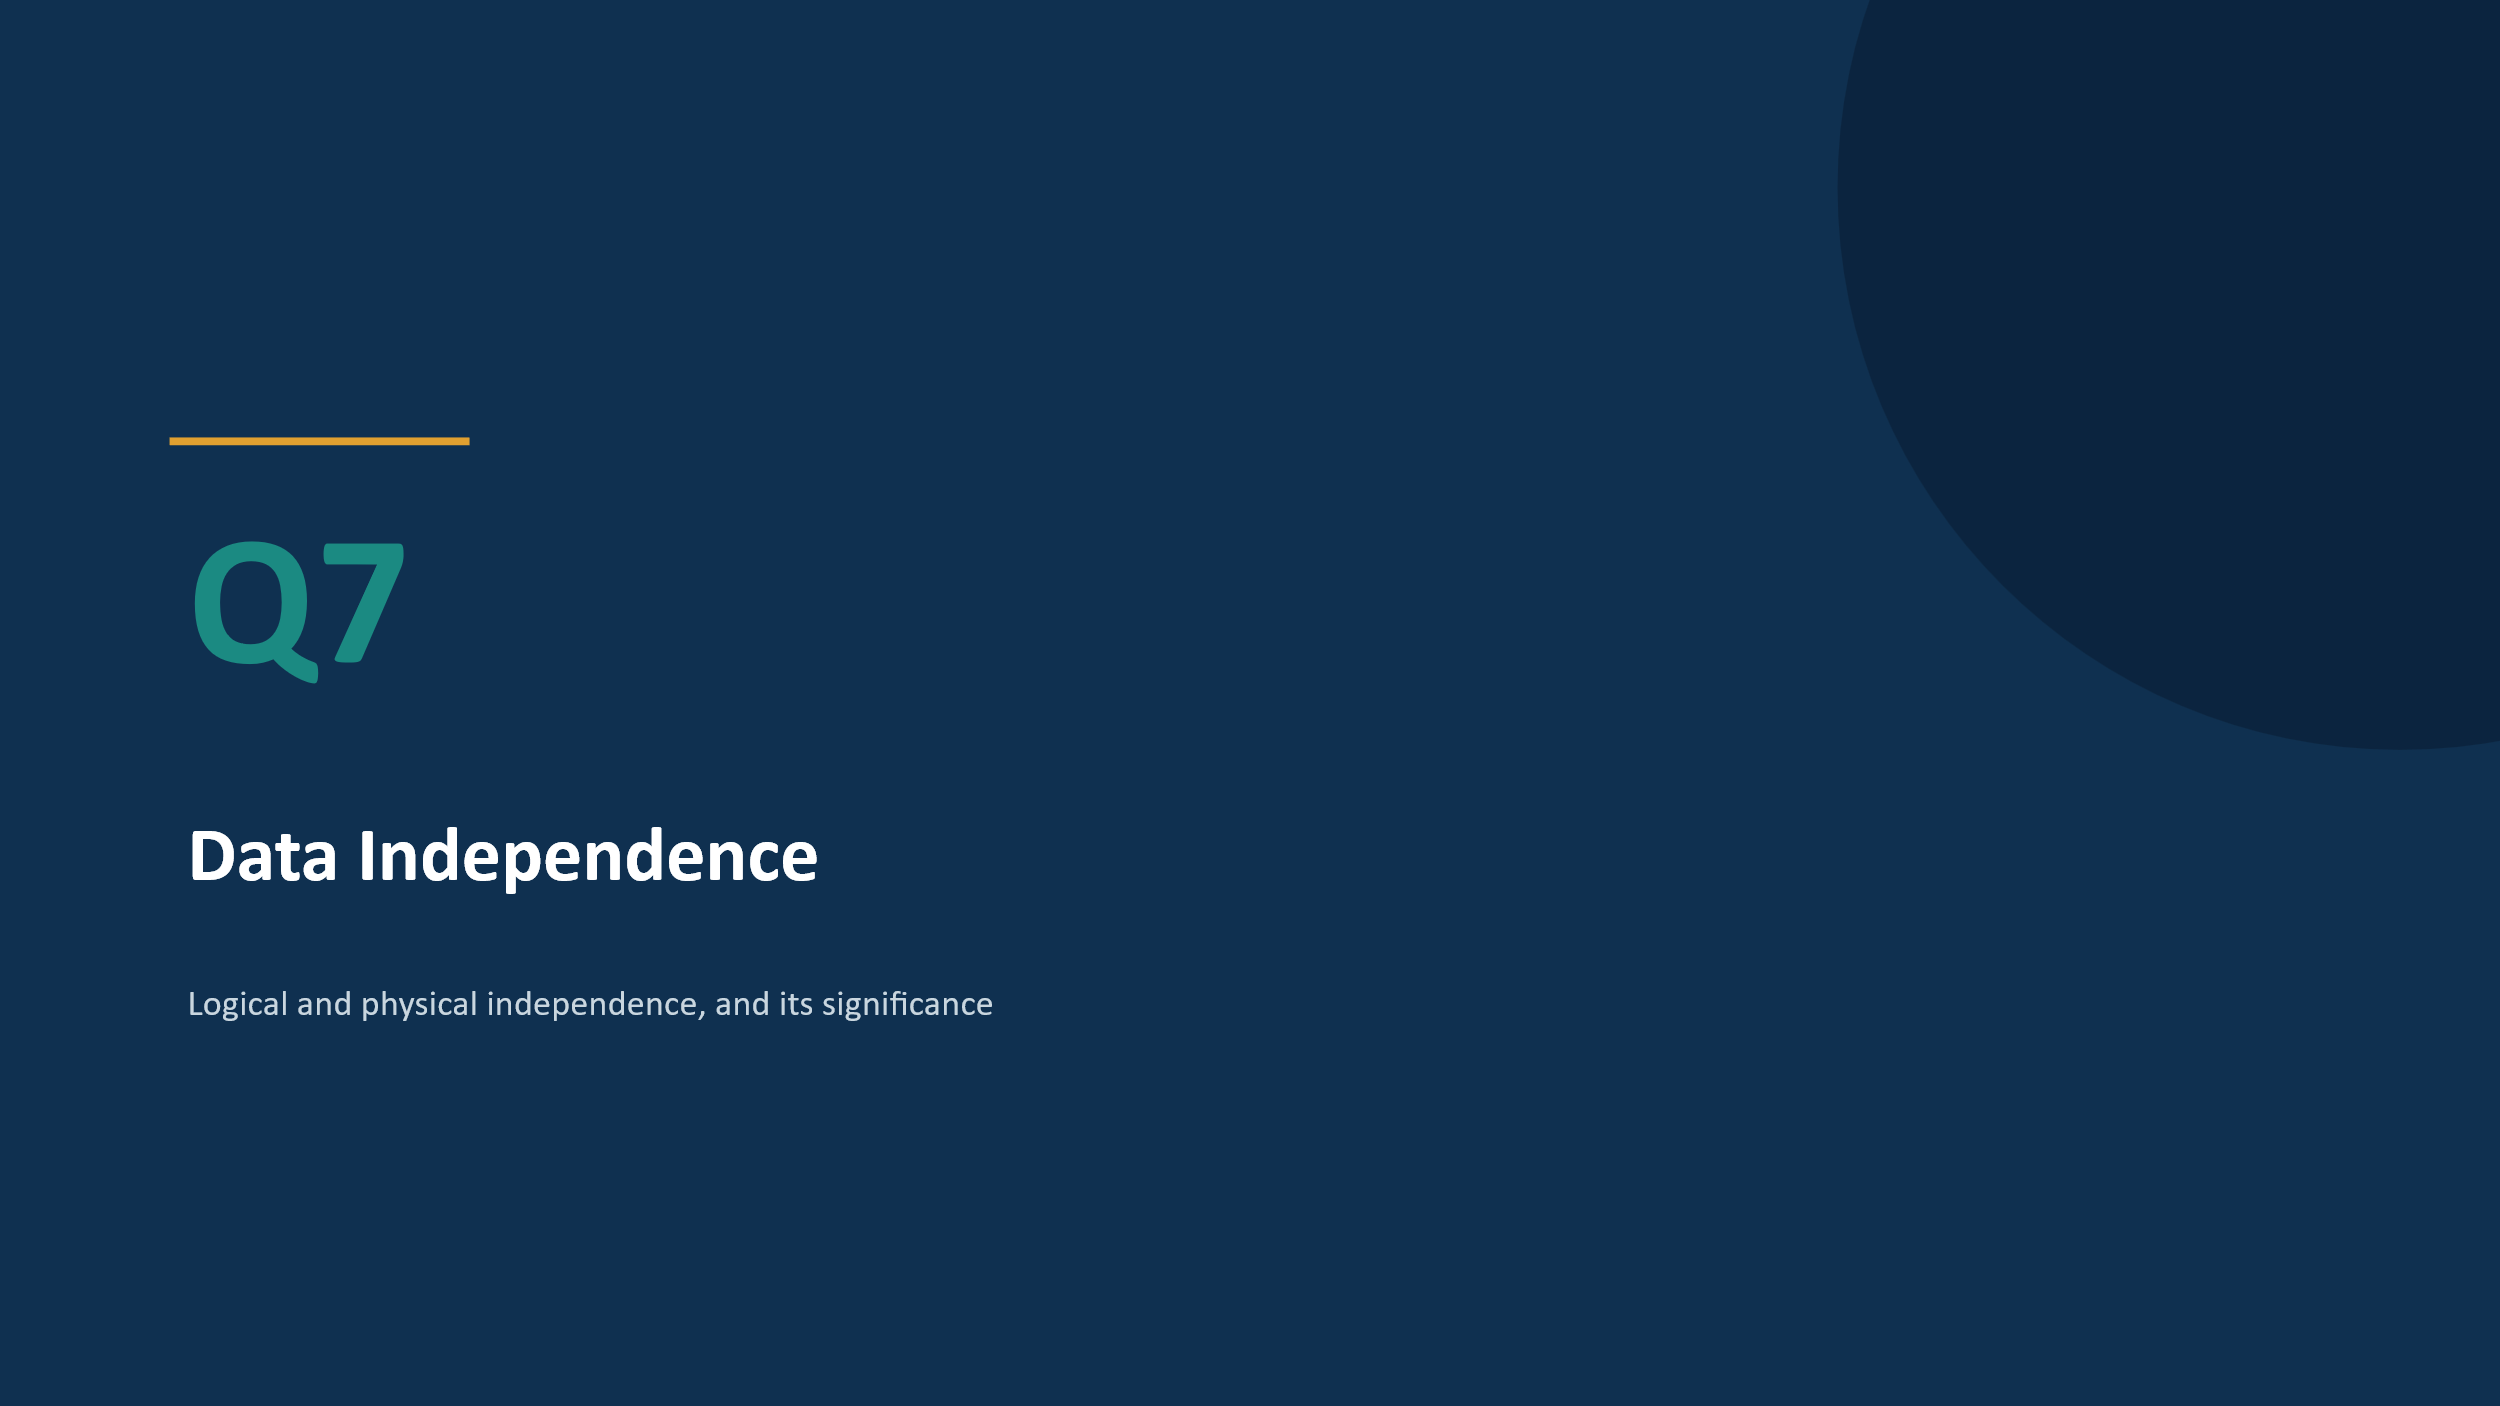 Q7
Data Independence
Logical and physical independence, and its significance